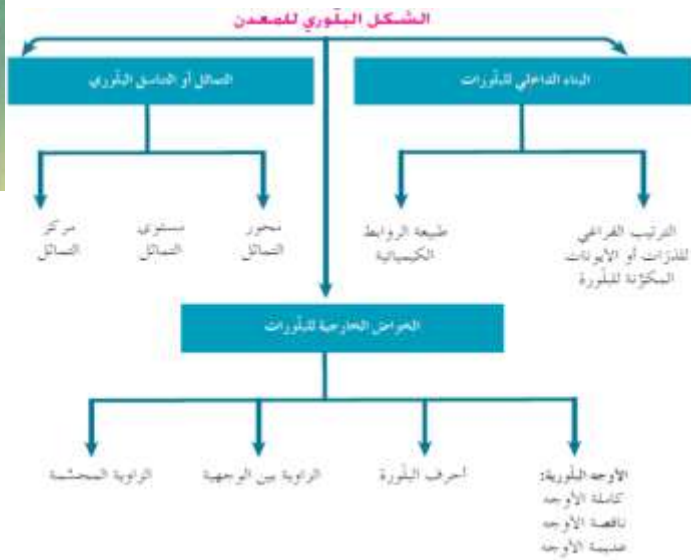 الشكل البلّوري للمعدن
البناء الداخلي للبلّورات
التماثل أو التناسق البلّوري
الترتيب الفراغي
للذرّات أو الأيونات
المكوّنة للبلّورة
طبيعة الروابط
الكيميائية
محور
التماثل
مستوى
التماثل
مركز
التماثل
الخواص الخارجية للبلّورات
الأوجه البلّورية:
كاملة الأوجه
ناقصة الأوجه
عديمة الأوجه
أحرف البلّورة
الزاوية بين الوجهية
الزاوية المجسّمة